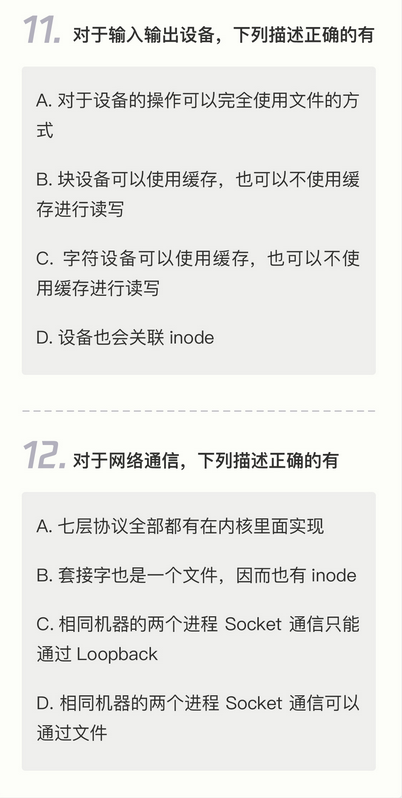 11. 对于输入输出设备，下列描述正确的有
A. 对于设备的操作可以完全使用文件的方
式
B. 块设备可以使用缓存，也可以不使用缓
存进行读写
C. 字符设备可以使用缓存，也可以不使
用缓存进行读写
D. 设备也会关联 inode
12. 对于网络通信，下列描述正确的有
A. 七层协议全部都有在内核里面实现
B. 套接字也是一个文件，因而也有 inode
C. 相同机器的两个进程 Socket 通信只能
通过 Loopback
D. 相同机器的两个进程 Socket 通信可以
通过文件